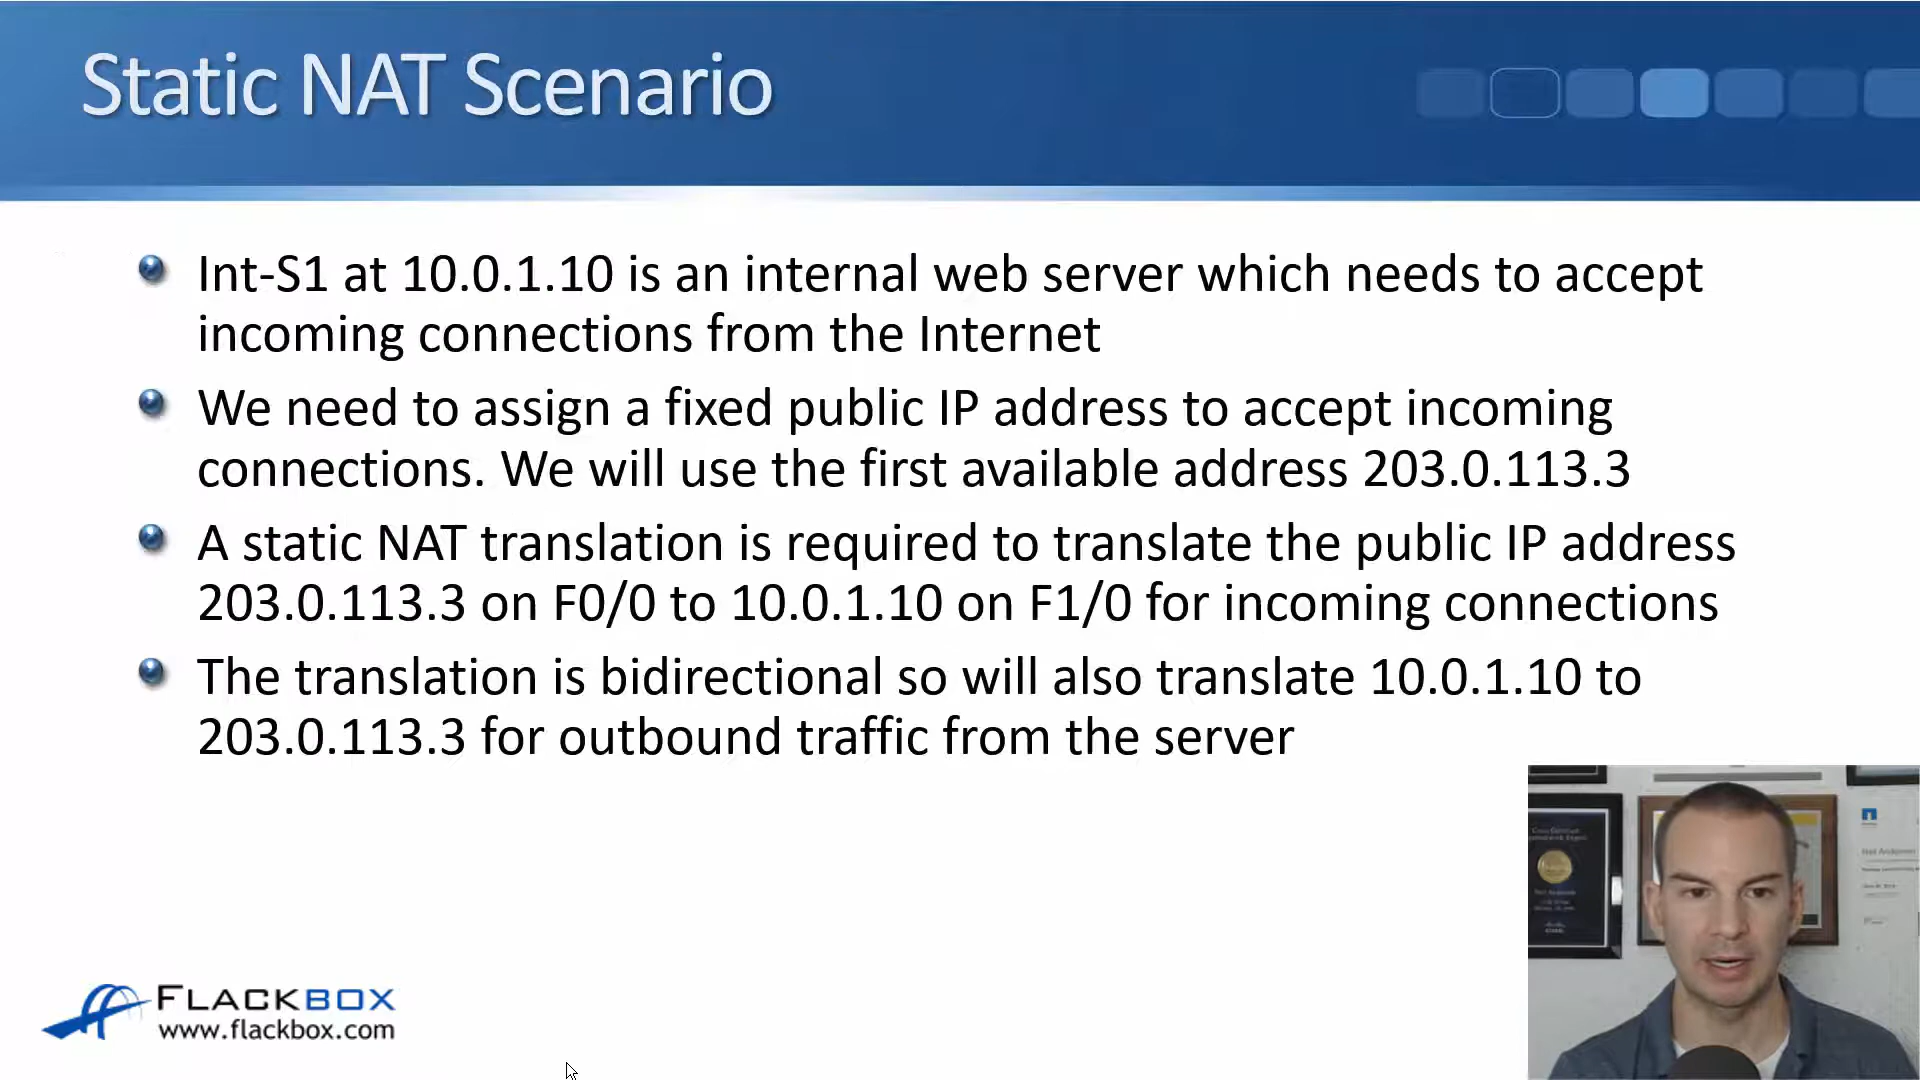 Static NAT Scenario
Int-S1 at 10.0.1.10 is an internal web server which needs to accept
incoming connections from the Internet
We need to assign a fixed public IP address to accept incoming
connections. We will use the first available address 203.0.113.3
A static NAT translation is required to translate the public IP address
203.0.113.3 on F0/0 to 10.0.1.10 on F1/0 for incoming connections
The translation is bidirectional so will also translate 10.0.1.10 to
203.0.113.3 for outbound traffic from the server
FLACKBOX
www.flackbox.com